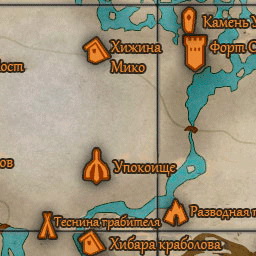 Камень У
Форт С
Хижина
Мико
ост
Упокоище
ов
Разводная п
Теснина грабителя
Хибара краболова